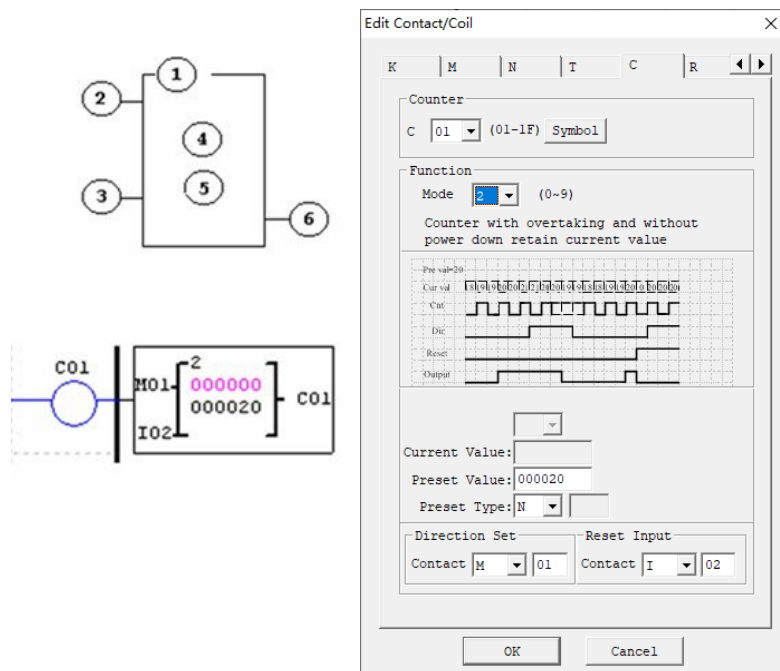 1
2
3
4
5
6
C01
M01
2
000000
000020
I02
C01
Edit Contact/Coil
K M N T C R
Counter
C 01 (01-1F) Symbol
Function
Mode 2 (0~9)
Counter with overtaking and without
power down retain current value
Pre val=20
Cur val
Cnt
Dir
Reset
Output
Current Value:
Preset Value: 000020
Preset Type: N
Direction Set
Contact M 01
Reset Input
Contact I 02
OK Cancel